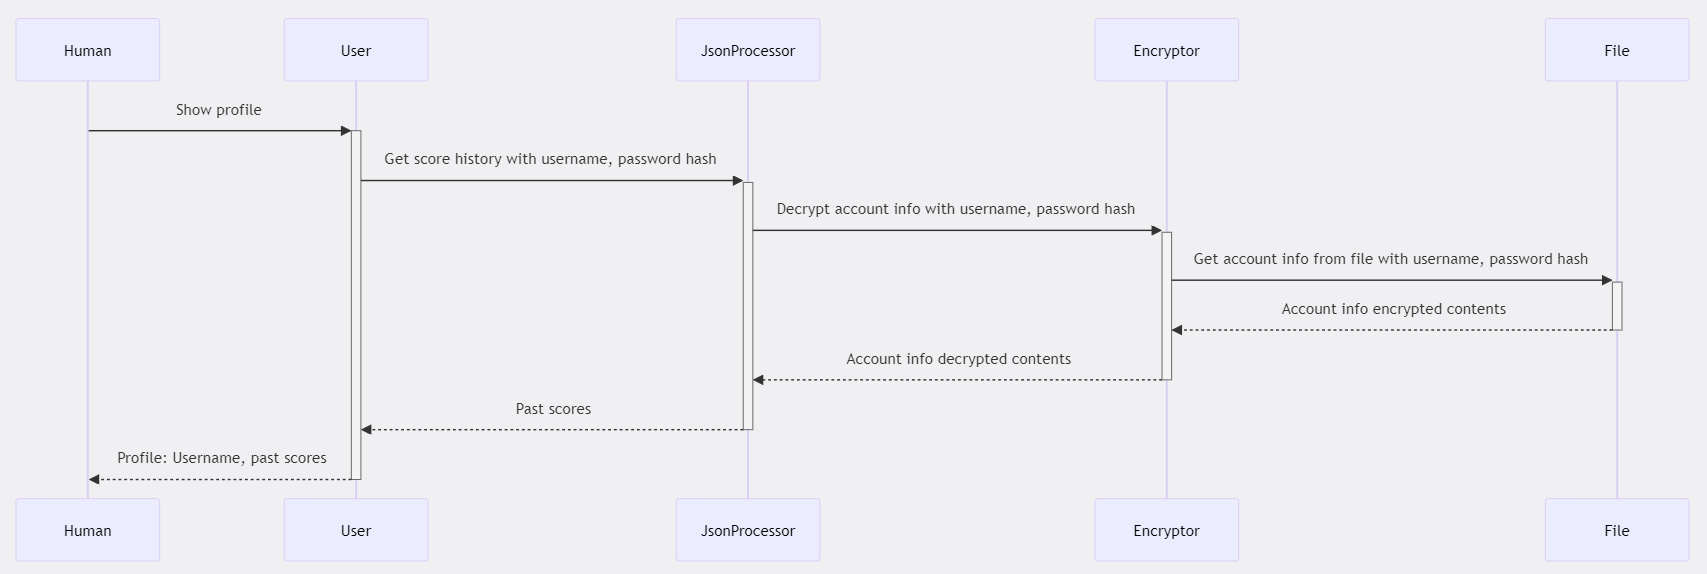 Human
User
JsonProcessor
Encryptor
File
Show profile
Get score history with username, password hash
Decrypt account info with username, password hash
Get account info from file with username, password hash
Account info encrypted contents
Account info decrypted contents
Past scores
Profile: Username, past scores
Human
User
JsonProcessor
Encryptor
File